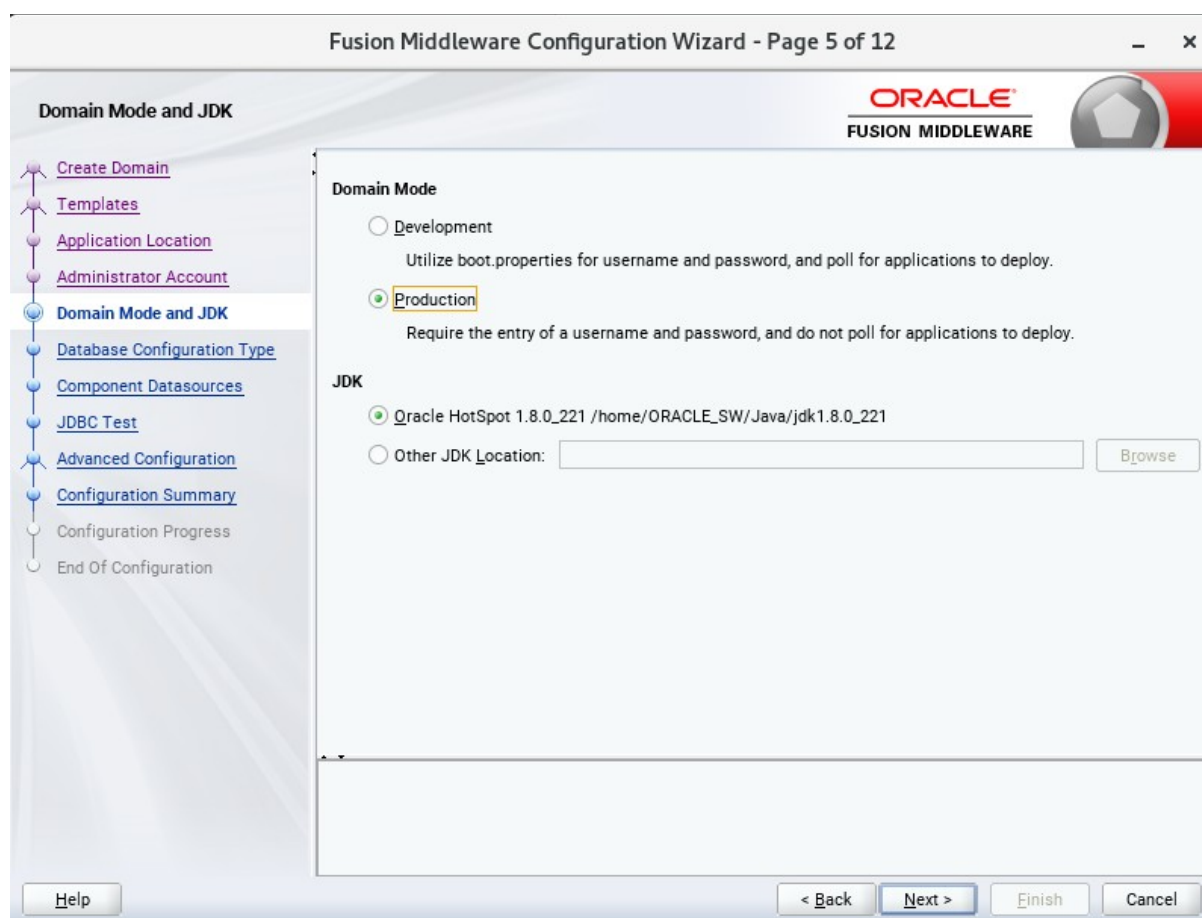 Fusion Middleware Configuration Wizard - Page 5 of 12
Domain Mode and JDK
ORACLE
FUSION MIDDLEWARE
Create Domain
Templates
Application Location
Administrator Account
Domain Mode and JDK
Database Configuration Type
Component Datasources
JDBC Test
Advanced Configuration
Configuration Summary
Configuration Progress
End Of Configuration
Domain Mode
Development
Utilize boot.properties for username and password, and poll for applications to deploy.
Production
Require the entry of a username and password, and do not poll for applications to deploy.
JDK
Oracle HotSpot 1.8.0_221 /home/ORACLE_SW/Java/jdk1.8.0_221
Other JDK Location:
Browse
Help
< Back
Next >
Finish
Cancel